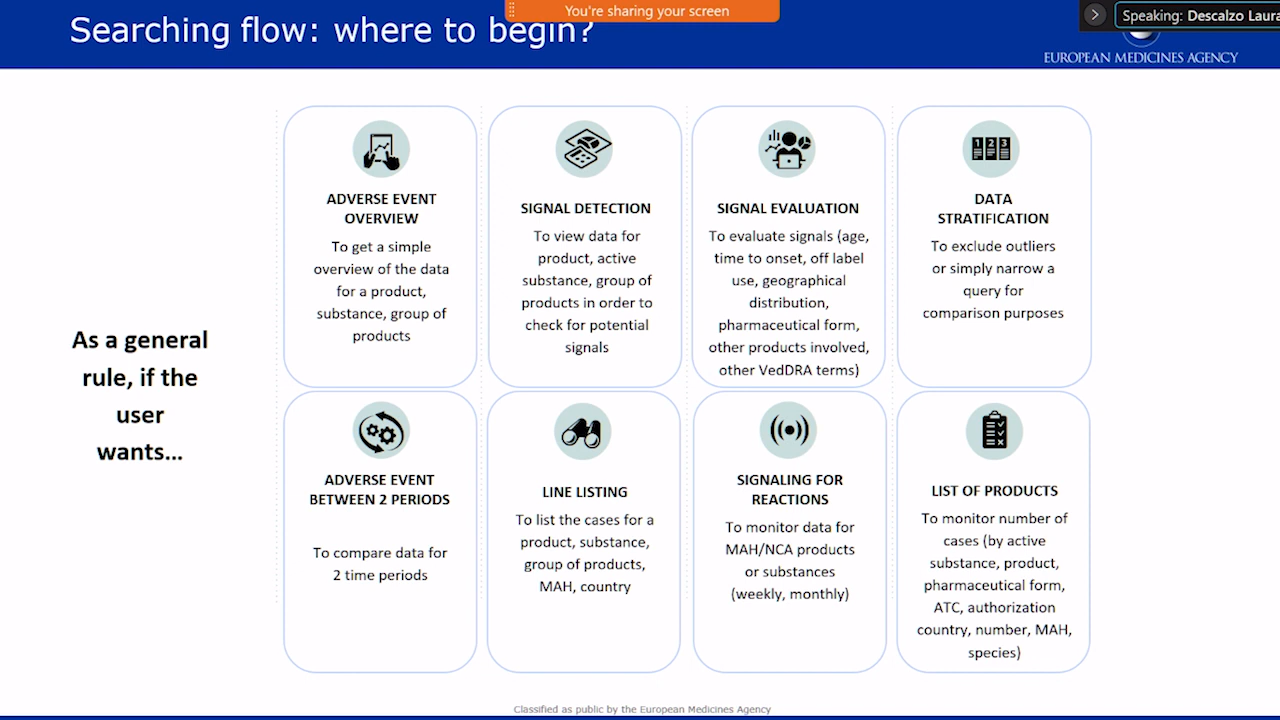 You're sharing your screen
Speaking: Descalzo Laura
Searching flow: where to begin?
EUROPEAN MEDICINES AGENCY
As a general
rule, if the
user
wants...
ADVERSE EVENT
OVERVIEW
To get a simple
overview of the data
for a product,
substance, group of
products
SIGNAL DETECTION
To view data for
product, active
substance, group of
products in order to
check for potential
signals
SIGNAL EVALUATION
To evaluate signals (age,
time to onset, off label
use, geographical
distribution,
pharmaceutical form,
other products involved,
other VedDRA terms)
1 2 3
DATA
STRATIFICATION
To exclude outliers
or simply narrow a
query for
comparison purposes
ADVERSE EVENT
BETWEEN 2 PERIODS
To compare data for
2 time periods
LINE LISTING
To list the cases for a
product, substance,
group of products,
MAH, country
SIGNALING FOR
REACTIONS
To monitor data for
MAH/NCA products
or substances
(weekly, monthly)
LIST OF PRODUCTS
To monitor number of
cases (by active
substance, product,
pharmaceutical form,
ATC, authorization
country, number, MAH,
species)
Classified as public by the European Medicines Agency